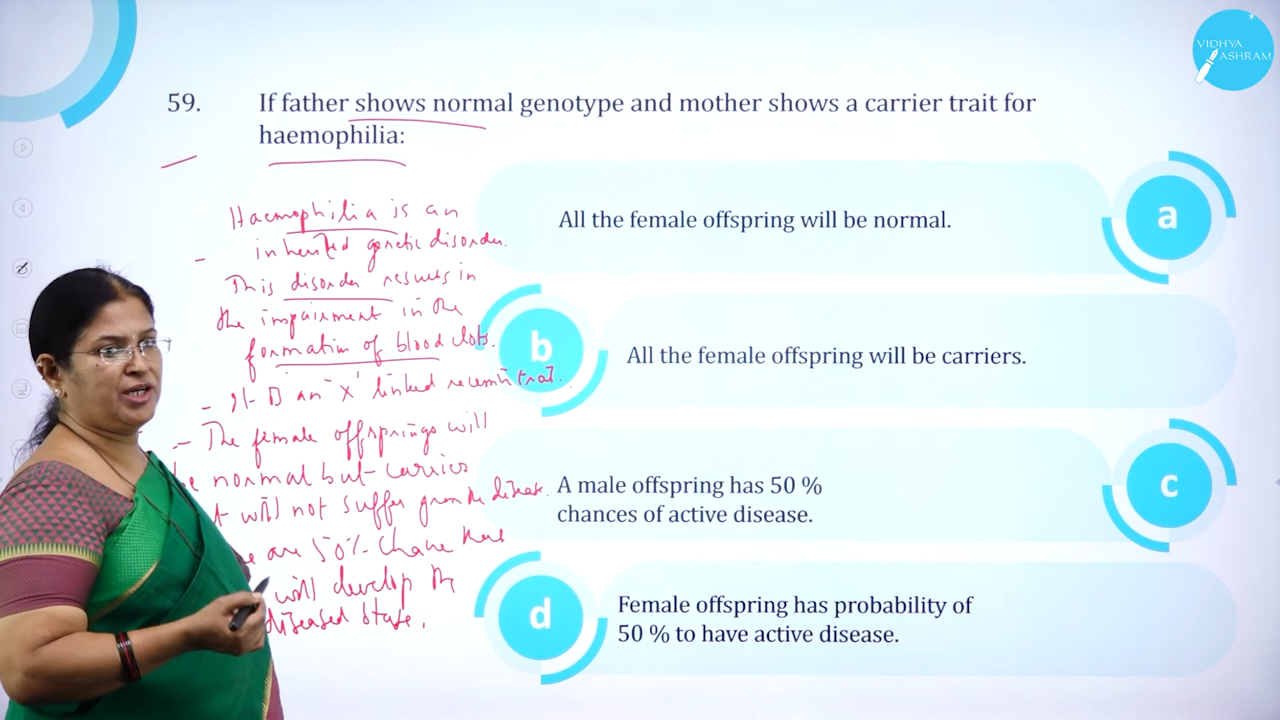 VIDHYA
ASHRAM
59. If father shows normal genotype and mother shows a carrier trait for
haemophilia:
Haemophilia is an
inherited genetic disorder.
This disorder results in
the impairment in the
formation of blood clots.
- It is an 'X' linked recessive trait.
- The female offsprings will
normal but carries
will not suffer from the disease.
are 50% chance
will develop the
diseased state.
All the female offspring will be normal.
a
b
All the female offspring will be carriers.
A male offspring has 50 %
chances of active disease.
c
d
Female offspring has probability of
50 % to have active disease.